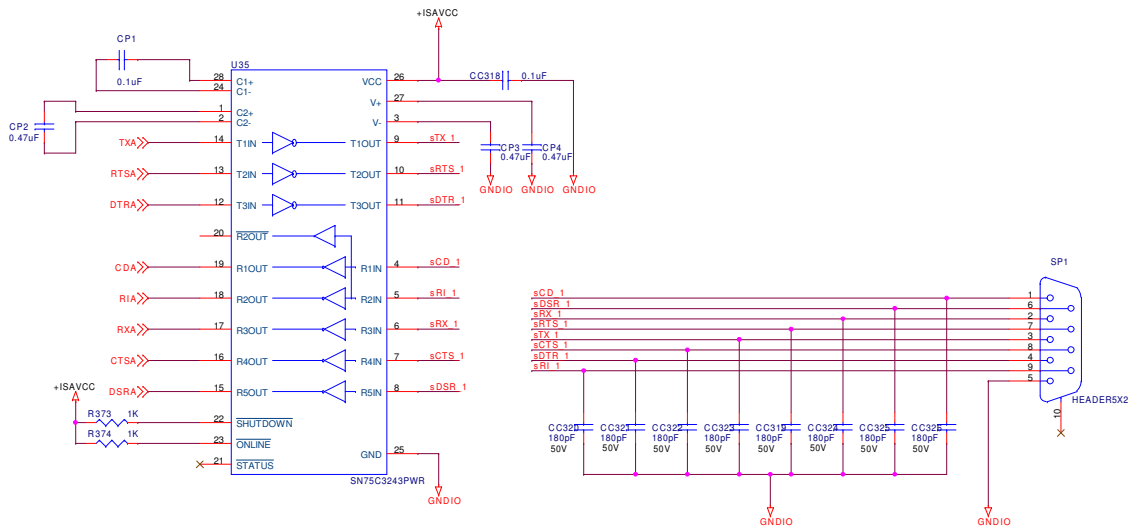 +ISAVCC
CP1
0.1uF
U35
28 C1+ VCC 26
24 C1-
CC318 0.1uF
V+ 27
1 C2+
2 C2- V- 3
CP2
0.47uF
TXA 14 T1IN T1OUT 9 sTX_1
CP3 CP4
0.47uF 0.47uF
RTSA 13 T2IN T2OUT 10 sRTS_1
GNDIO GNDIO GNDIO
DTRA 12 T3IN T3OUT 11 sDTR_1
20 R2OUT
CDA 19 R1OUT R1IN 4 sCD_1
RIA 18 R2OUT R2IN 5 sRI_1
RXA 17 R3OUT R3IN 6 sRX_1
CTSA 16 R4OUT R4IN 7 sCTS_1
+ISAVCC
DSRA 15 R5OUT R5IN 8 sDSR_1
R373 1K 22 SHUTDOWN
R374 1K 23 ONLINE
21 STATUS
GND 25
SN75C3243PWR
GNDIO
SP1
sCD_1 1
sDSR_1 6
sRX_1 2
sRTS_1 7
sTX_1 3
sCTS_1 8
sDTR_1 4
sRI_1 9
5
HEADER5X2
10
CC320 CC321 CC322 CC323 CC319 CC324 CC325 CC326
180pF 180pF 180pF 180pF 180pF 180pF 180pF 180pF
50V 50V 50V 50V 50V 50V 50V 50V
GNDIO GNDIO